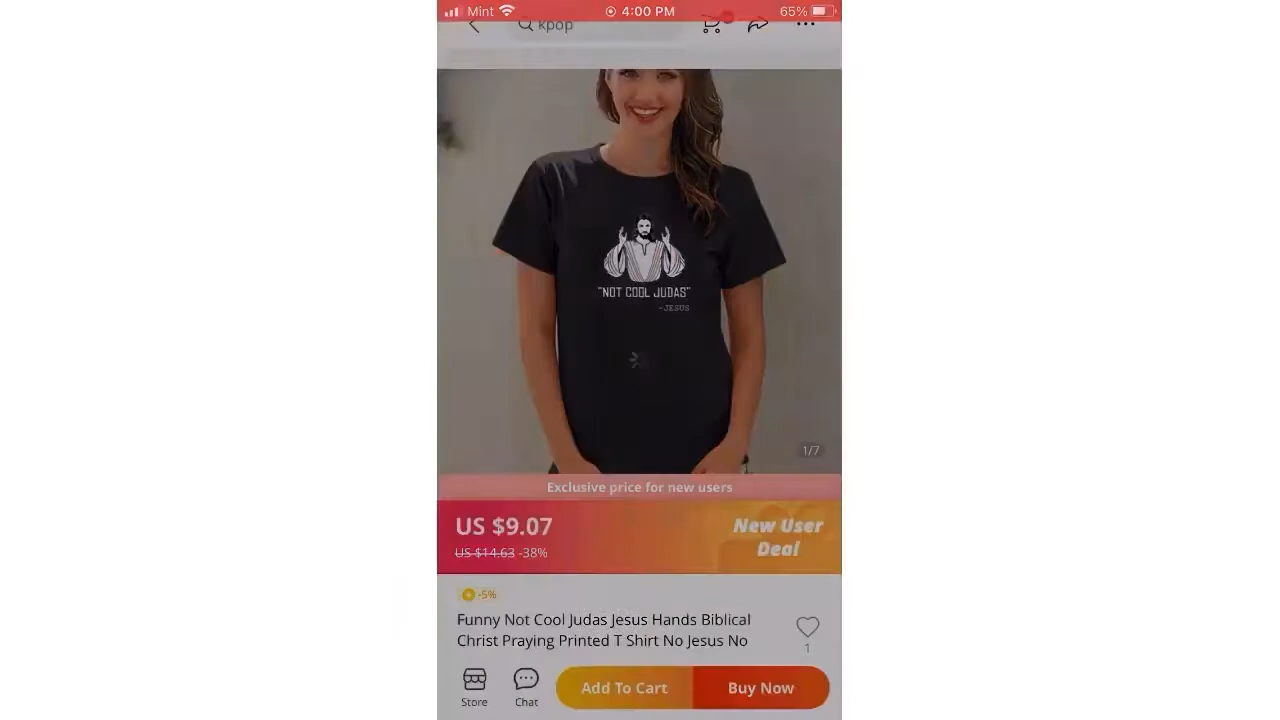 Mint 4:00 PM 65%
kpop
"NOT COOL JUDAS"
-JESUS
1/7
Exclusive price for new users
US $9.07
US $14.63 -38%
New User
Deal
-5%
Funny Not Cool Judas Jesus Hands Biblical
Christ Praying Printed T Shirt No Jesus No
1
Store
Chat
Add To Cart
Buy Now